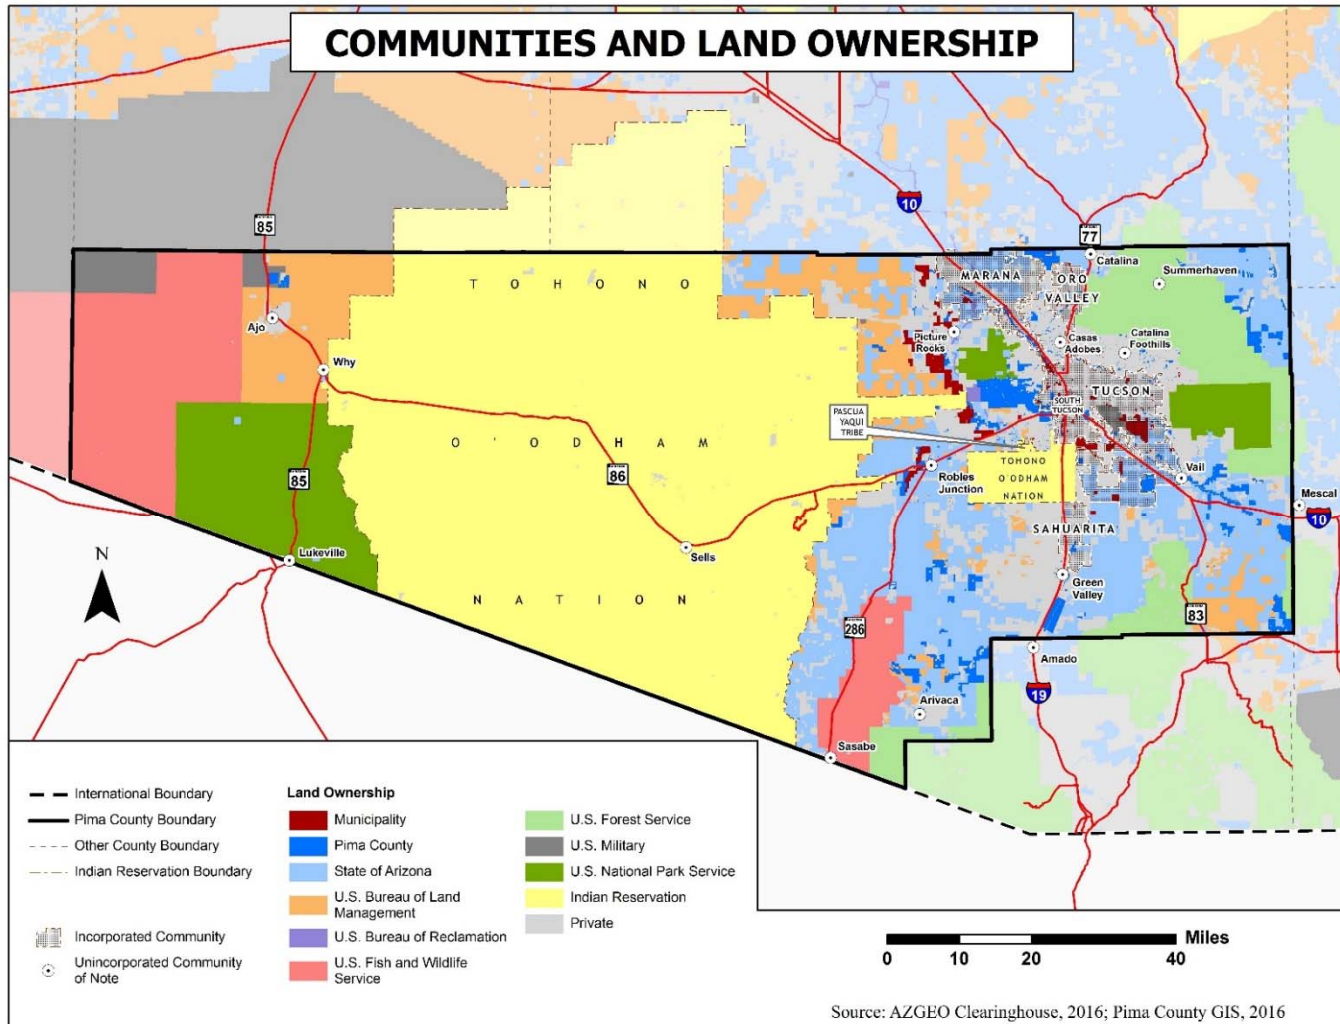 COMMUNITIES AND LAND OWNERSHIP
85
10
77
Catalina
Summerhaven
TOHONO
MARANA
ORO
VALLEY
Ajo
Picture
Rocks
Casas
Adobes
Catalina
Foothills
Why
TUCSON
SOUTH
TUCSON
PASCUA
YAQUI
TRIBE
O'ODHAM
86
85
Robles
Junction
TOHONO
O'ODHAM
NATION
Vail
Mescal
10
SAHUARITA
N
Lukeville
Sells
Green
Valley
NATION
286
83
Amado
19
Arivaca
Sasabe
International Boundary
Pima County Boundary
Other County Boundary
Indian Reservation Boundary
Incorporated Community
Unincorporated Community
of Note
Land Ownership
Municipality
Pima County
State of Arizona
U.S. Bureau of Land
Management
U.S. Bureau of Reclamation
U.S. Fish and Wildlife
Service
U.S. Forest Service
U.S. Military
U.S. National Park Service
Indian Reservation
Private
Miles
0 10 20 40
Source: AZGEO Clearinghouse, 2016; Pima County GIS, 2016